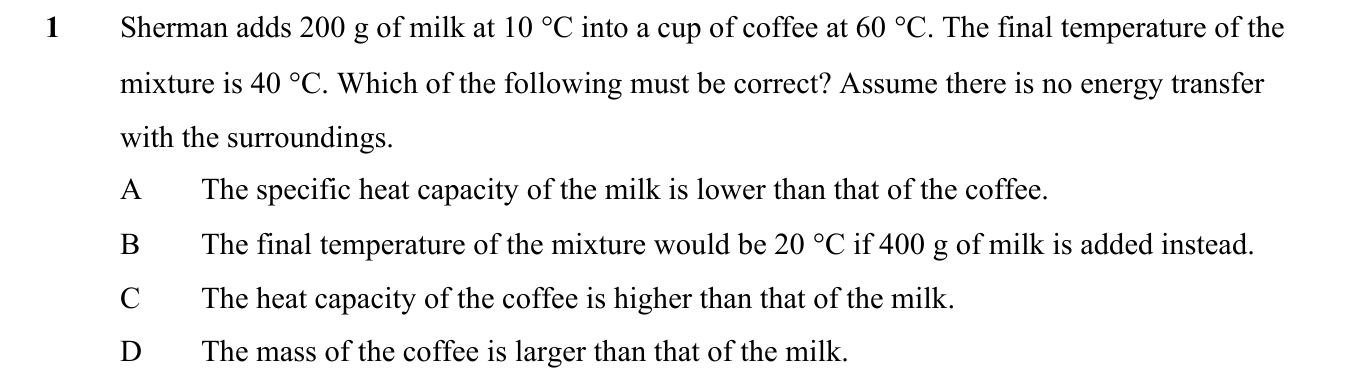 1 Sherman adds 200 g of milk at 10 °C into a cup of coffee at 60 °C. The final temperature of the
mixture is 40 °C. Which of the following must be correct? Assume there is no energy transfer
with the surroundings.
A The specific heat capacity of the milk is lower than that of the coffee.
B The final temperature of the mixture would be 20 °C if 400 g of milk is added instead.
C The heat capacity of the coffee is higher than that of the milk.
D The mass of the coffee is larger than that of the milk.